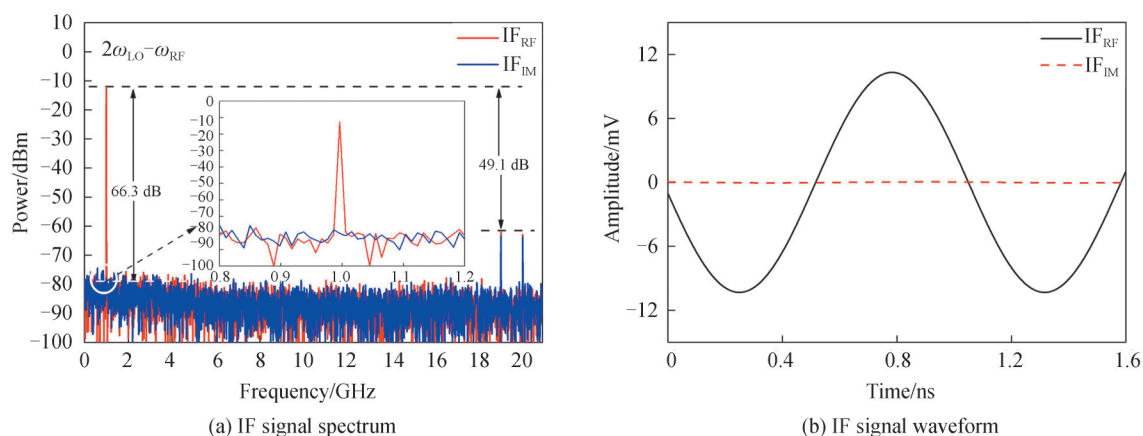 10
0
−10
−20
−30
−40
−50
−60
−70
−80
−90
−100
Power/dBm
2ωLO−ωRF
IFRF
IFIM
66.3 dB
49.1 dB
0
−10
−20
−30
−40
−50
−60
−70
−80
−90
−100
0.8 0.9 1.0 1.1 1.2
0 2 4 6 8 10 12 14 16 18 20
Frequency/GHz
(a) IF signal spectrum
12
6
0
−6
−12
Amplitude/mV
IFRF
IFIM
0 0.4 0.8 1.2 1.6
Time/ns
(b) IF signal waveform